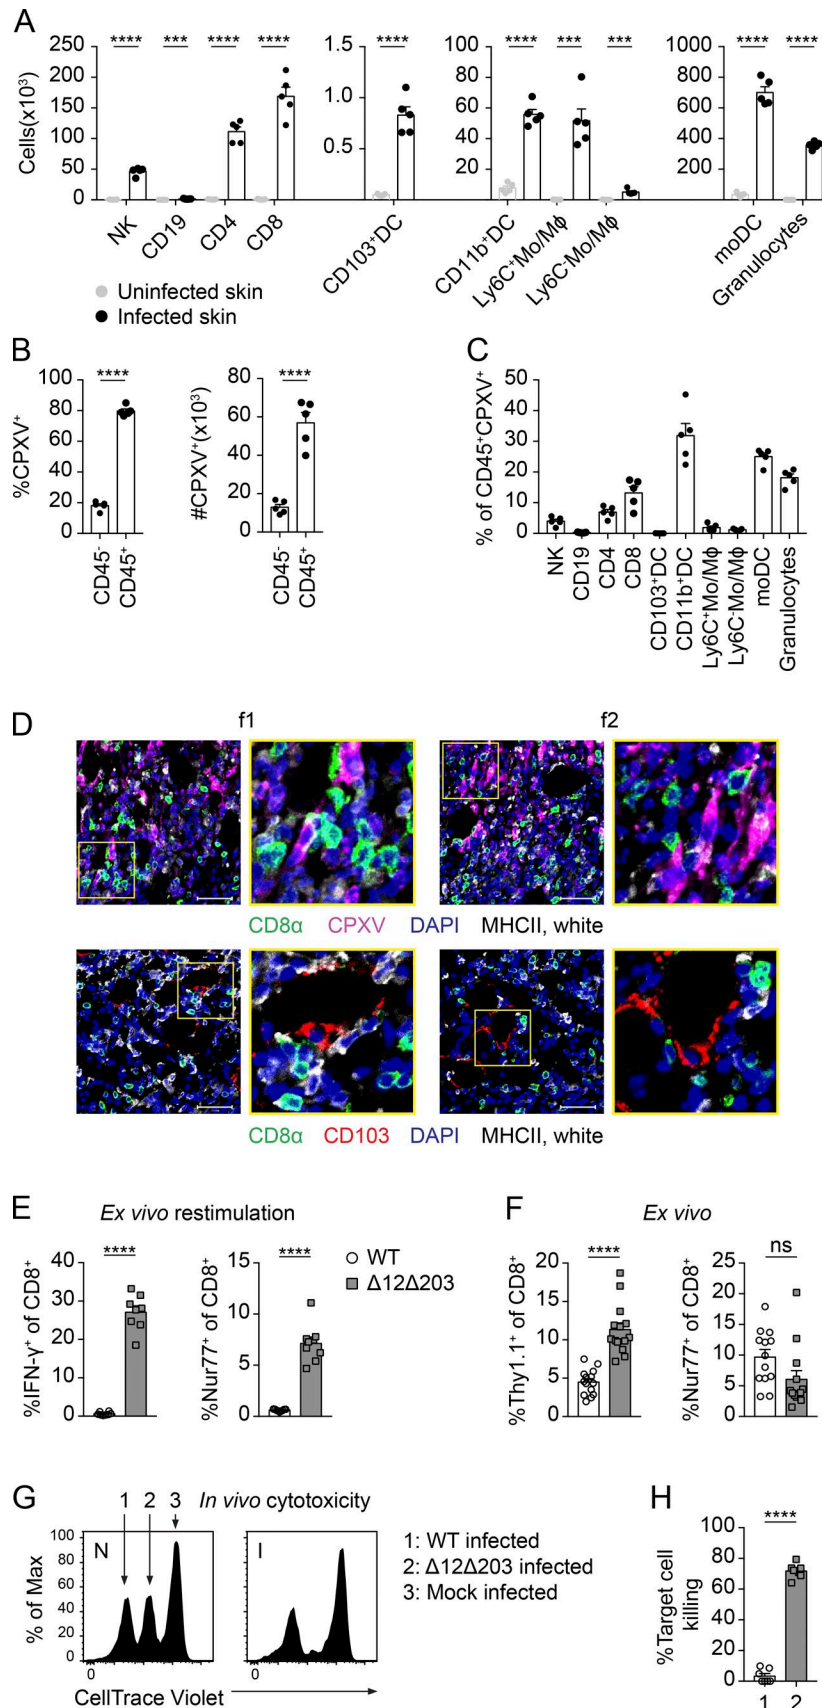 A
**** *** **** **** **** **** *** *** **** ****
Cells(x10³)
250 200 150 100 50 0
1.5 1.0 0.5
100 80 60 40 20
1000 800 600 400 200
NK CD19 CD4 CD8 CD103⁺DC CD11b⁺DC Ly6C⁺Mo/Mϕ Ly6C⁻Mo/Mϕ moDC Granulocytes
Uninfected skin
Infected skin
B
****
%CPXV⁺
100 80 60 40 20 0
CD45⁻ CD45⁺
****
#CPXV⁺(x10³)
80 60 40 20 0
CD45⁻ CD45⁺
C
% of CD45⁺CPXV⁺
50 40 30 20 10 0
NK CD19 CD4 CD8 CD103⁺DC CD11b⁺DC Ly6C⁺Mo/Mϕ Ly6C⁻Mo/Mϕ moDC Granulocytes
D
f1 f2
CD8α CPXV DAPI MHCII, white
CD8α CD103 DAPI MHCII, white
E
Ex vivo restimulation
****
%IFN-γ⁺ of CD8⁺
40 30 20 10 0
****
%Nur77⁺ of CD8⁺
15 10 5 0
WT
Δ12Δ203
F
Ex vivo
****
%Thy1.1⁺ of CD8⁺
20 15 10 5 0
ns
%Nur77⁺ of CD8⁺
25 20 15 10 5 0
G
1 2 3 In vivo cytotoxicity
% of Max
100 80 60 40 20 0
N I
0 0
CellTrace Violet
1: WT infected
2: Δ12Δ203 infected
3: Mock infected
H
****
%Target cell
killing
100 80 60 40 20 0
1 2